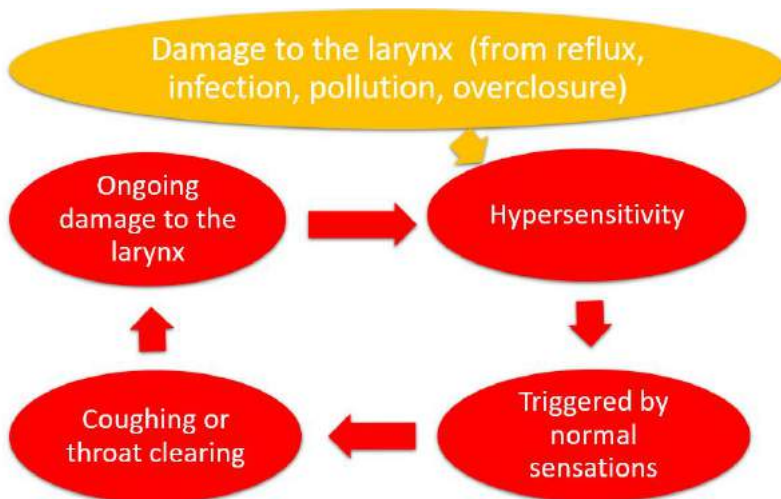 Damage to the larynx (from reflux,
infection, pollution, overclosure)
Ongoing
damage to the
larynx
Hypersensitivity
Coughing or
throat clearing
Triggered by
normal
sensations